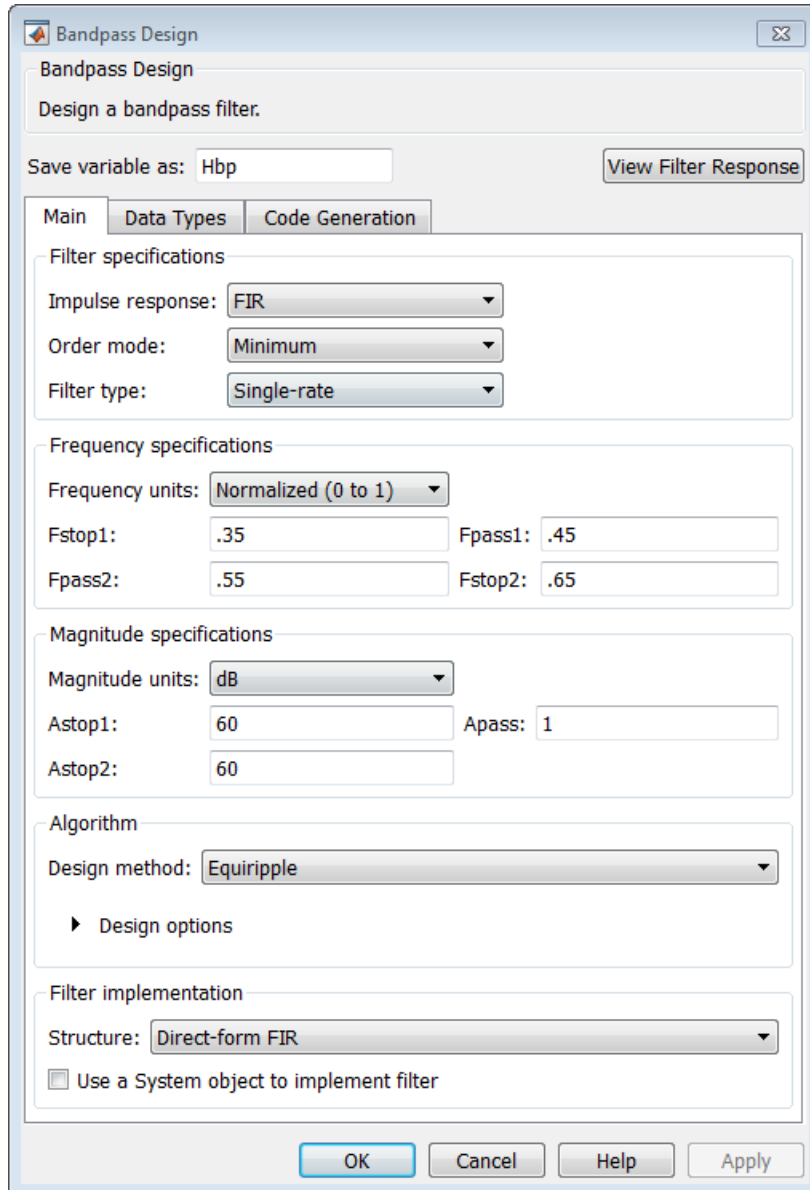 Bandpass Design
Bandpass Design
Design a bandpass filter.
Save variable as: Hbp View Filter Response
Main Data Types Code Generation
Filter specifications
Impulse response: FIR
Order mode: Minimum
Filter type: Single-rate
Frequency specifications
Frequency units: Normalized (0 to 1)
Fstop1: .35 Fpass1: .45
Fpass2: .55 Fstop2: .65
Magnitude specifications
Magnitude units: dB
Astop1: 60 Apass: 1
Astop2: 60
Algorithm
Design method: Equiripple
Design options
Filter implementation
Structure: Direct-form FIR
Use a System object to implement filter
OK Cancel Help Apply